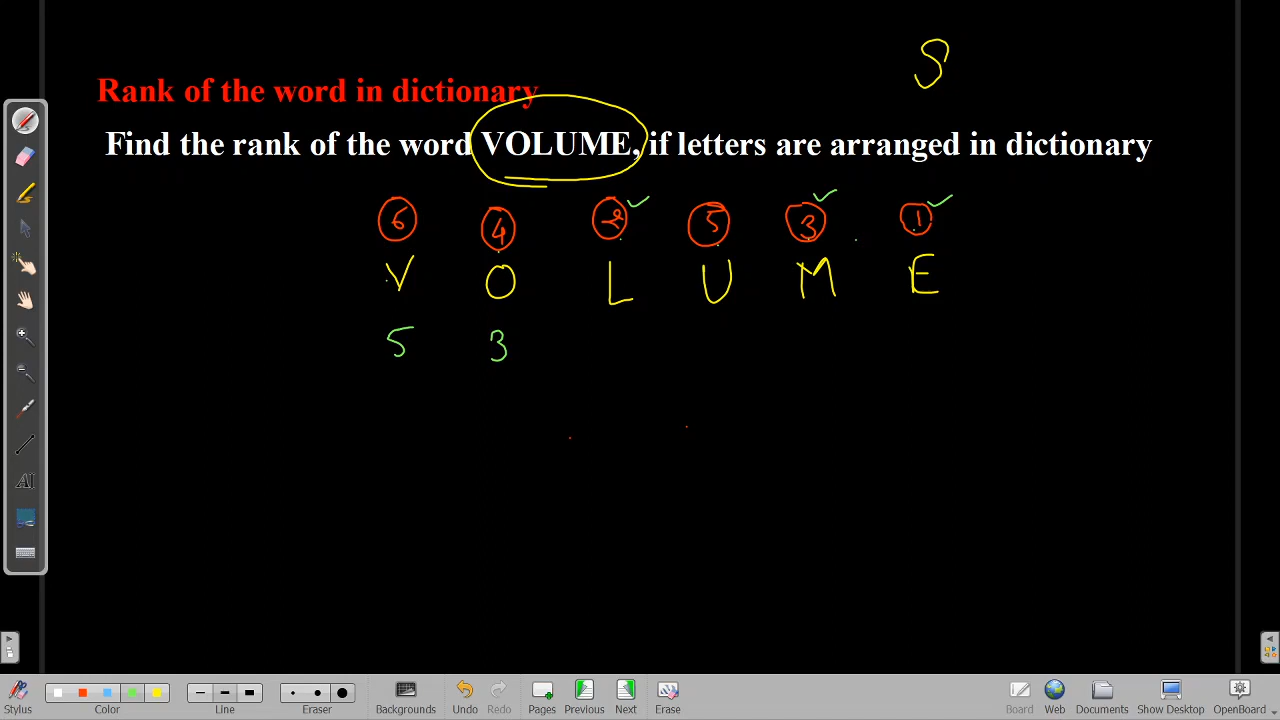 S
Rank of the word in dictionary
Find the rank of the word VOLUME, if letters are arranged in dictionary
6 4 2 5 3 1
V O L U M E
5 3
Stylus Color Line Eraser Backgrounds Undo Redo Pages Previous Next Erase Board Web Documents Show Desktop OpenBoard